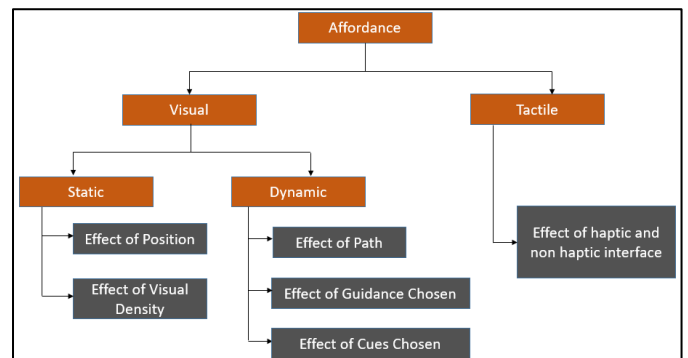 Affordance
Visual
Tactile
Static
Dynamic
Effect of Position
Effect of Visual
Density
Effect of Path
Effect of Guidance Chosen
Effect of Cues Chosen
Effect of haptic and
non haptic interface